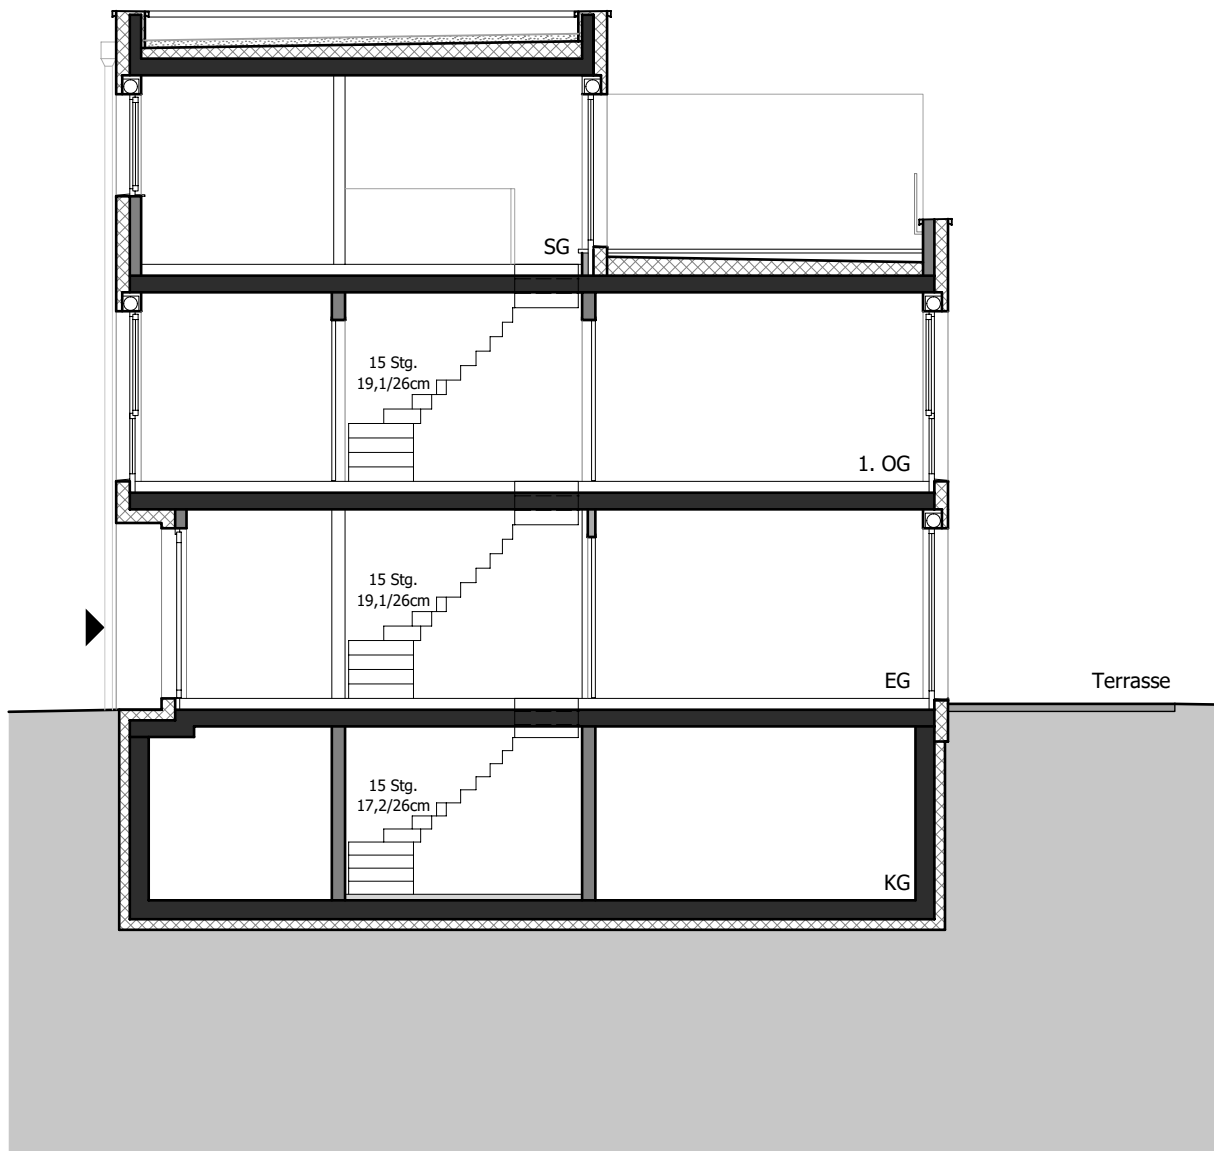 SG
15 Stg.
19,1/26cm
1. OG
15 Stg.
19,1/26cm
EG
Terrasse
15 Stg.
17,2/26cm
KG